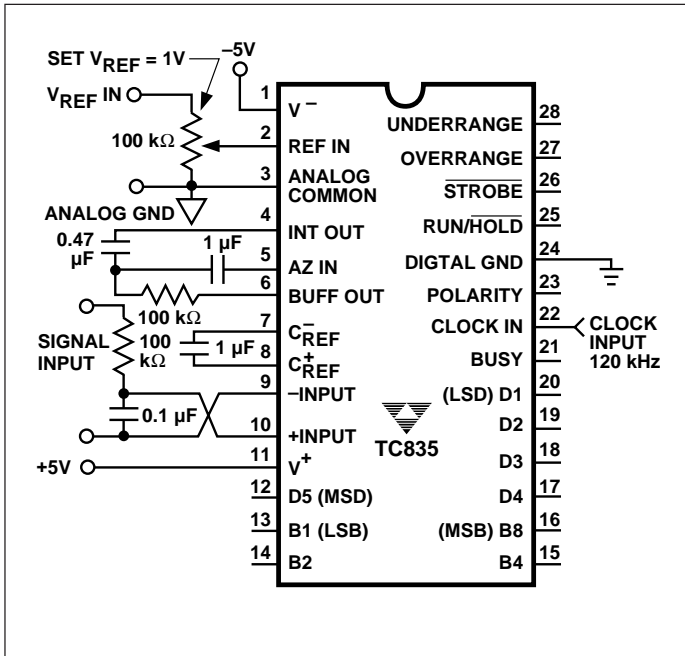 SET VREF = 1V
–5V
VREF IN
100 kΩ
ANALOG GND
0.47
µF
1 µF
100 kΩ
SIGNAL
INPUT
100
kΩ
1 µF
0.1 µF
+5V
1
V–
2
REF IN
3
ANALOG
COMMON
4
INT OUT
5
AZ IN
6
BUFF OUT
7
C–REF
8
C+REF
9
–INPUT
10
+INPUT
11
V+
12
D5 (MSD)
13
B1 (LSB)
14
B2
TC835
UNDERRANGE
28
OVERRANGE
27
STROBE
26
RUN/HOLD
25
DIGTAL GND
24
POLARITY
23
CLOCK IN
22
CLOCK
INPUT
120 kHz
BUSY
21
(LSD) D1
20
D2
19
D3
18
D4
17
(MSB) B8
16
B4
15